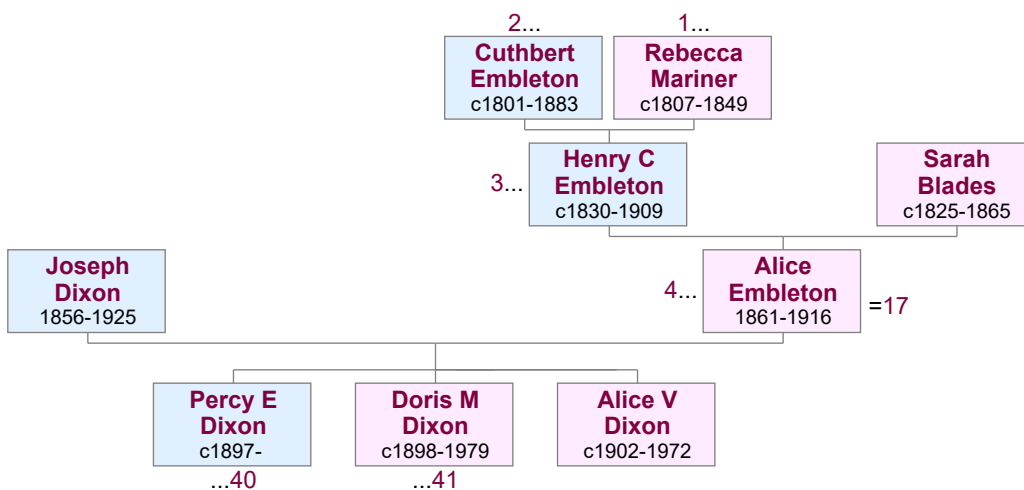 2...
1...
Cuthbert
Embleton
c1801-1883
Rebecca
Mariner
c1807-1849
3...
Henry C
Embleton
c1830-1909
Sarah
Blades
c1825-1865
Joseph
Dixon
1856-1925
4...
Alice
Embleton
1861-1916
=17
Percy E
Dixon
c1897-
Doris M
Dixon
c1898-1979
Alice V
Dixon
c1902-1972
...40
...41